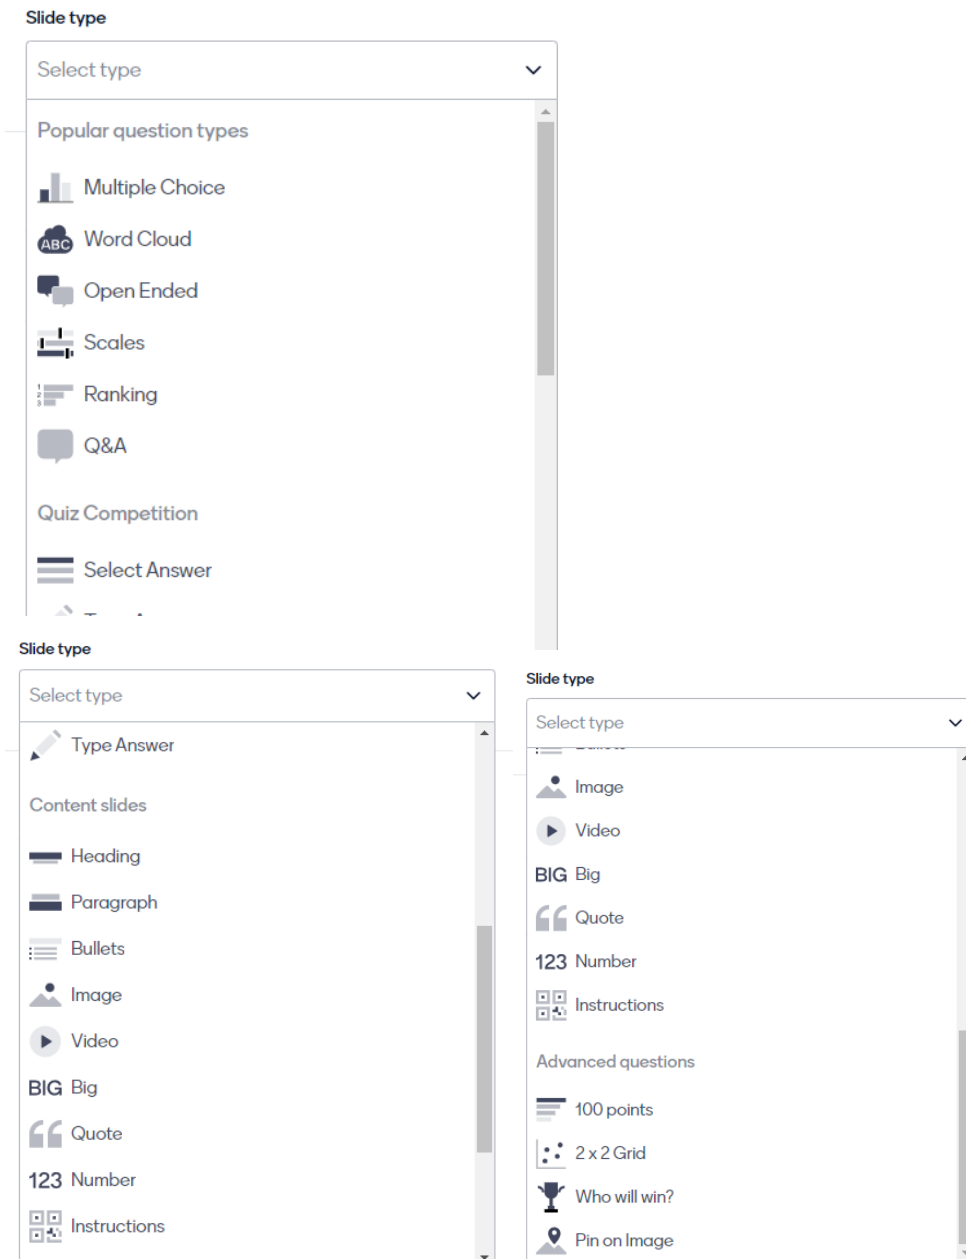 Slide type
Select type
Popular question types
Multiple Choice
ABC Word Cloud
Open Ended
Scales
1
2
3
Ranking
Q&A
Quiz Competition
Select Answer
Slide type
Select type
Type Answer
Content slides
Heading
Paragraph
Bullets
Image
Video
BIG Big
Quote
123 Number
Instructions
Slide type
Select type
Image
Video
BIG Big
Quote
123 Number
Instructions
Advanced questions
100 points
2 x 2 Grid
Who will win?
Pin on Image